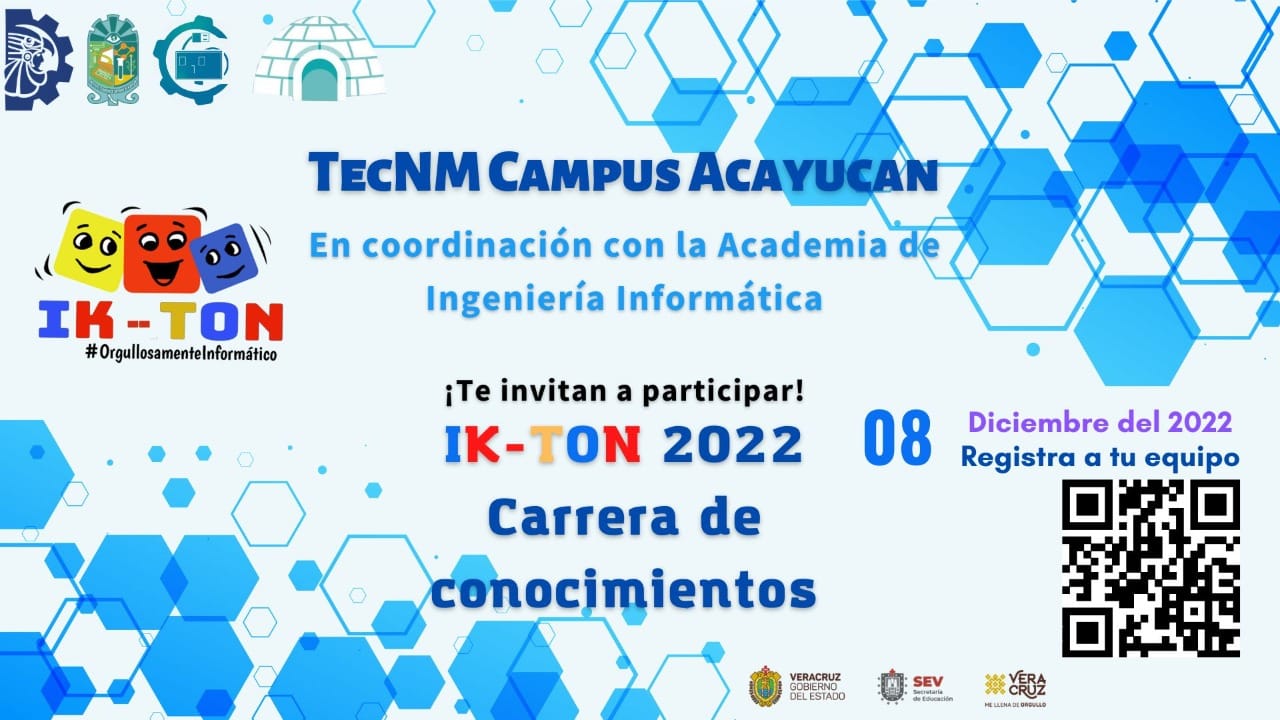 TecNM Campus Acayucan
En coordinación con la Academia de
Ingeniería Informática
IK--TON
#OrgullosamenteInformático
¡Te invitan a participar!
IK-TON 2022
Carrera de
conocimientos
08
Diciembre del 2022
Registra a tu equipo
VERACRUZ
GOBIERNO
DEL ESTADO
SEV
Secretaría
de Educación
VERA
CRUZ
ME LLENA DE ORGULLO